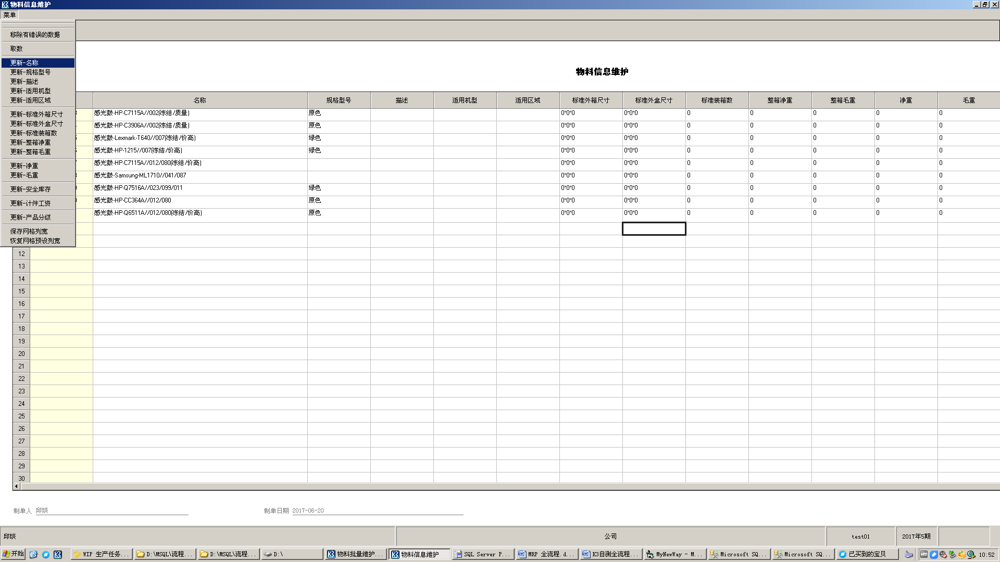 物料信息维护
菜单
移除有错误的数据
取数
更新-名称
更新-规格型号
更新-描述
更新-适用机型
更新-适用区域
更新-标准外箱尺寸
更新-标准外盒尺寸
更新-标准装箱数
更新-整箱净重
更新-整箱毛重
更新-净重
更新-毛重
更新-安全库存
更新-计件工资
更新-产品分级
保存网格列宽
恢复网格预设列宽
物料信息维护
名称 规格型号 描述 适用机型 适用区域 标准外箱尺寸 标准外盒尺寸 标准装箱数 整箱净重 整箱毛重 净重 毛重
感光鼓-HP-C7115A//002(冻结/质量) 原色 0*0*0 0*0*0 0 0 0 0 0
感光鼓-HP-C3906A//002(冻结/质量) 原色 0*0*0 0*0*0 0 0 0 0 0
感光鼓-Lexmark-T640//007(冻结/价高) 绿色 0*0*0 0*0*0 0 0 0 0 0
感光鼓-HP-1215//007(冻结/价高) 绿色 0*0*0 0*0*0 0 0 0 0 0
感光鼓-HP-C7115A//012/080(冻结/价高) 0*0*0 0*0*0 0 0 0 0 0
感光鼓-Samsung-ML1710//041/087 0*0*0 0*0*0 0 0 0 0 0
感光鼓-HP-Q7516A//023/099/011 绿色 0*0*0 0*0*0 0 0 0 0 0
感光鼓-HP-CC364A//012/080 原色 0*0*0 0*0*0 0 0 0 0 0
感光鼓-HP-Q6511A//012/080(冻结/价高) 原色 0*0*0 0*0*0 0 0 0 0 0
12
13
14
15
16
17
18
19
20
21
22
23
24
25
26
27
28
29
30
制单人 邱琰 制单日期 2017-06-20
邱琰 公司 test01 2017年5期
开始 WIP 生产任务... D:\MSQL\流程... D:\MSQL\流程... D:\ 物料批量维护... 物料信息维护 SQL Server P... MRP 全流程.d... K3自测全流程... MyNewWay - M... Microsoft SQ... Microsoft SQ... 已买到的宝贝 10:52